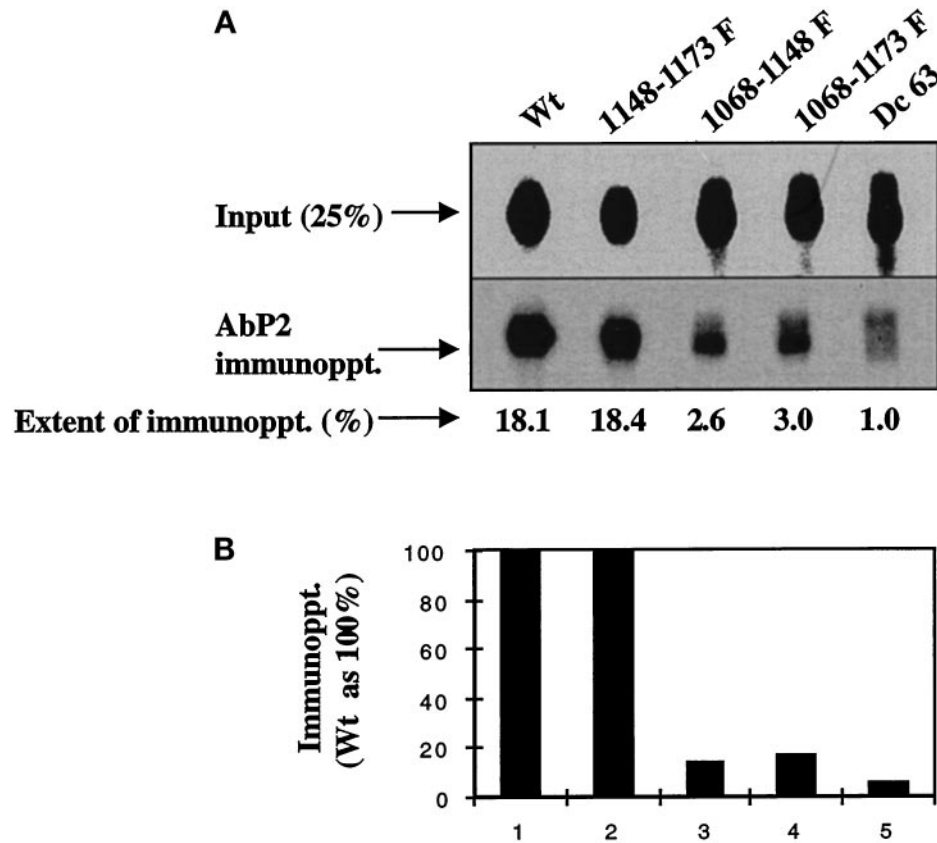 A
Wt 1148-1173 F 1068-1148 F 1068-1173 F Dc 63
Input (25%)
AbP2
immunoppt.
Extent of immunoppt. (%) 18.1 18.4 2.6 3.0 1.0
B
Immunoppt.
(Wt as 100%)
100
80
60
40
20
0
1 2 3 4 5